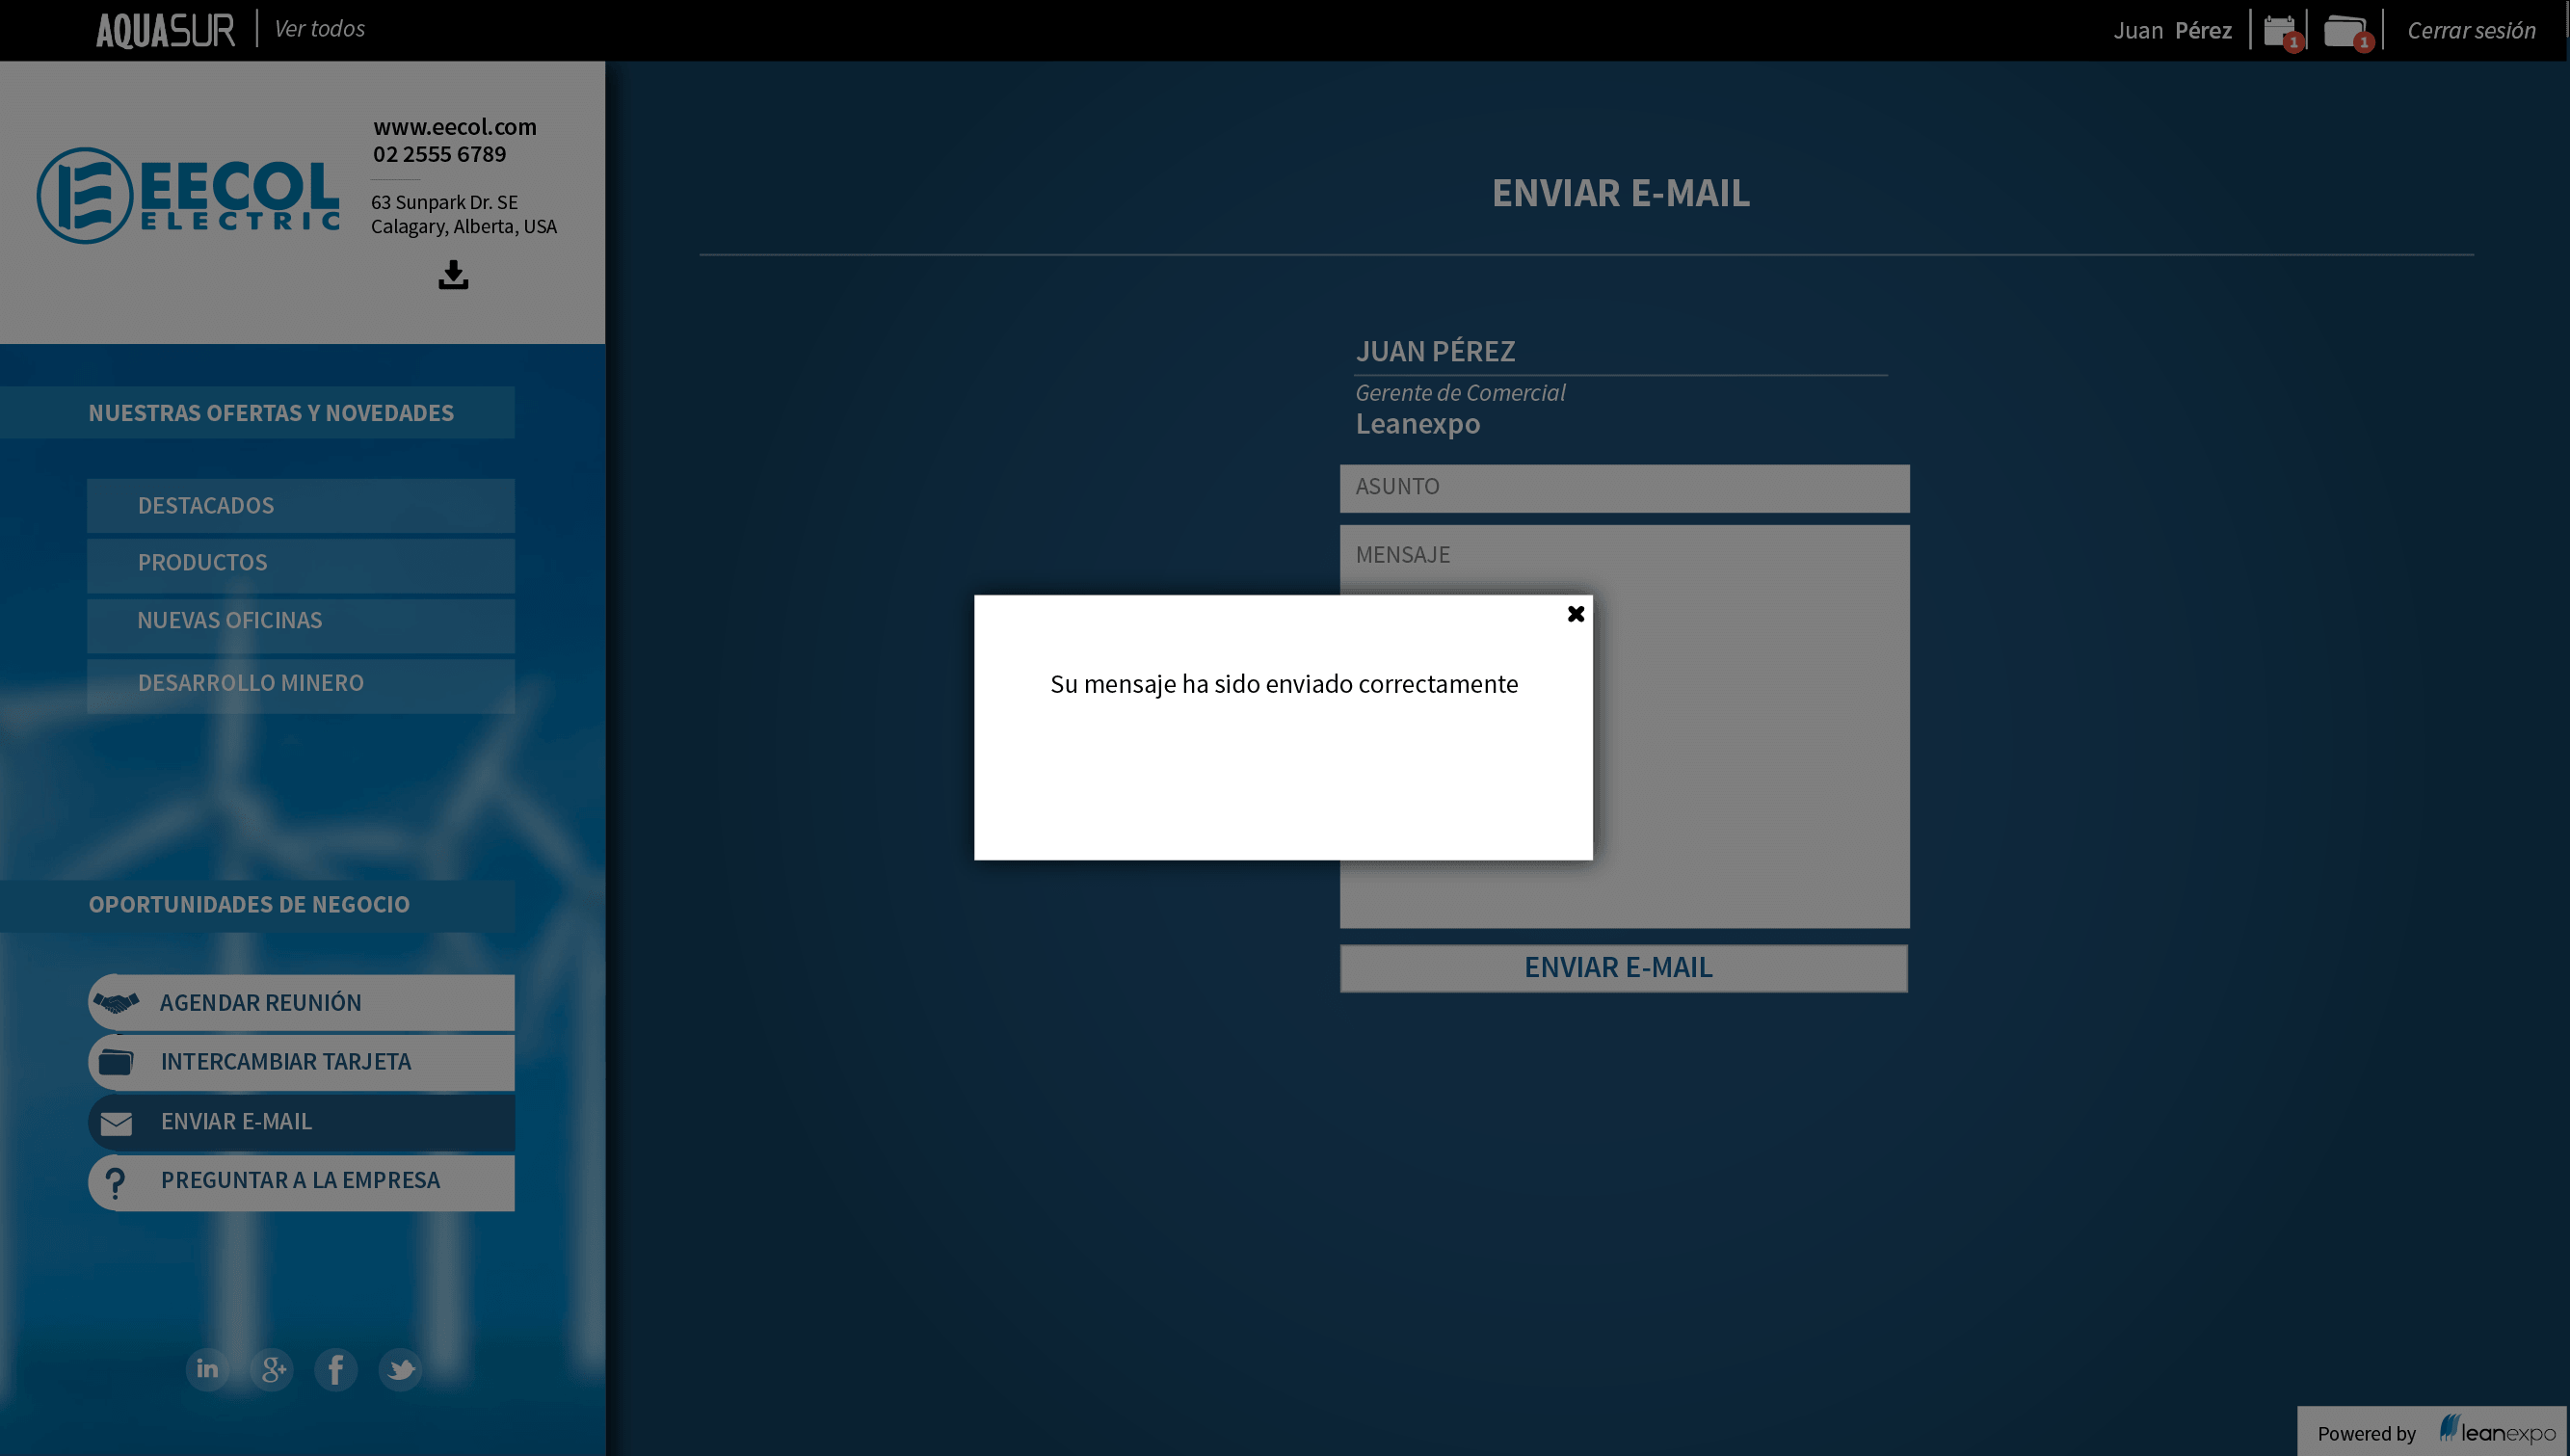 AQUASUR
Ver todos
Juan Pérez
1
1
Cerrar sesión
www.eecol.com
02 2555 6789
EECOL
ELECTRIC
63 Sunpark Dr. SE
Calagary, Alberta, USA
NUESTRAS OFERTAS Y NOVEDADES
DESTACADOS
PRODUCTOS
NUEVAS OFICINAS
DESARROLLO MINERO
OPORTUNIDADES DE NEGOCIO
AGENDAR REUNIÓN
INTERCAMBIAR TARJETA
ENVIAR E-MAIL
? PREGUNTAR A LA EMPRESA
in
g+
f
ENVIAR E-MAIL
JUAN PÉREZ
Gerente de Comercial
Leanexpo
ASUNTO
MENSAJE
Su mensaje ha sido enviado correctamente
ENVIAR E-MAIL
Powered by leanexpo